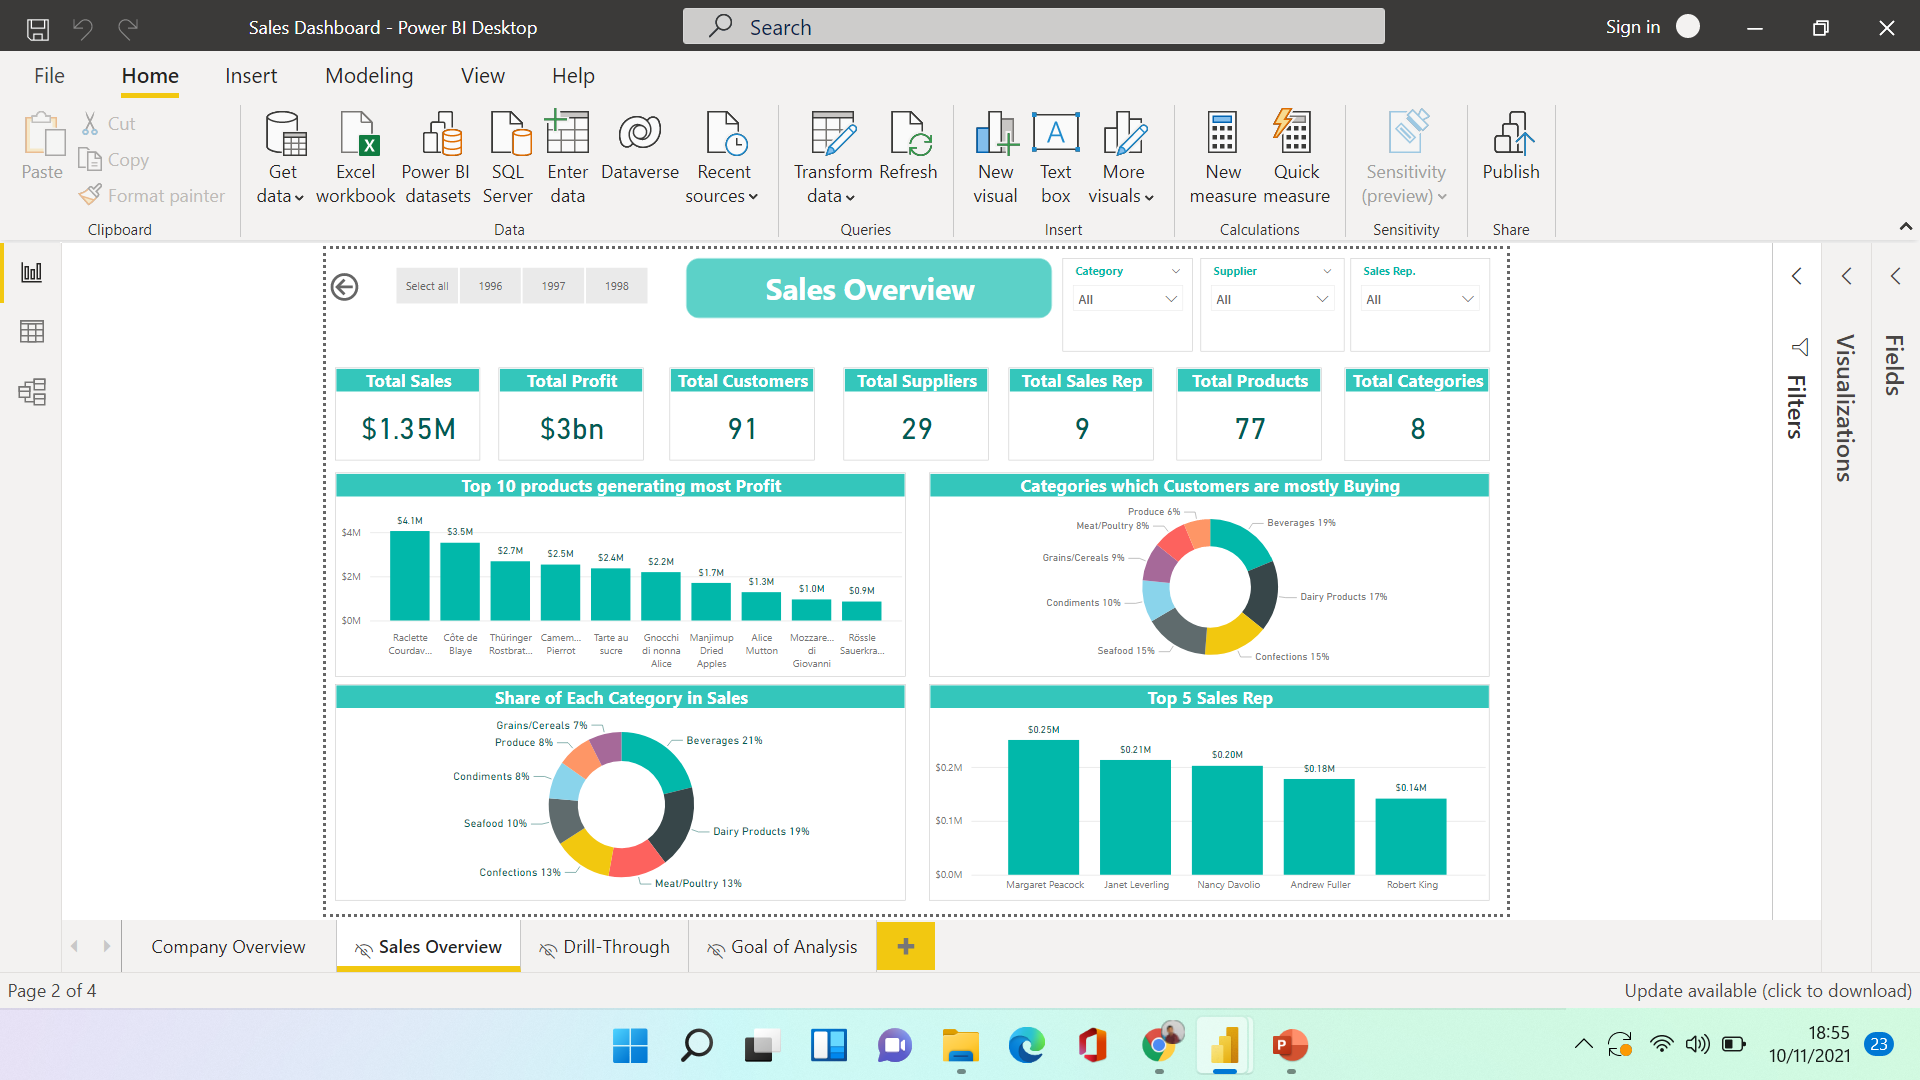 Sales Dashboard - Power BI Desktop
Search
Sign in
File
Home
Insert
Modeling
View
Help
Paste
Cut
Copy
Format painter
Get data
Excel workbook
Power BI datasets
SQL Server
Enter data
Dataverse
Recent sources
Transform data
Refresh
New visual
Text box
More visuals
New measure
Quick measure
Sensitivity (preview)
Publish
Clipboard
Data
Queries
Insert
Calculations
Sensitivity
Share
Select all
1996
1997
1998
Sales Overview
Category
All
Supplier
All
Sales Rep.
All
Total Sales
$1.35M
Total Profit
$3bn
Total Customers
91
Total Suppliers
29
Total Sales Rep
9
Total Products
77
Total Categories
8
Top 10 products generating most Profit
$4M
$2M
$0M
$4.1M
$3.5M
$2.7M
$2.5M
$2.4M
$2.2M
$1.7M
$1.3M
$1.0M
$0.9M
Raclette Courdav...
Côte de Blaye
Thüringer Rostbrat...
Camem... Pierrot
Tarte au sucre
Gnocchi di nonna Alice
Manjimup Dried Apples
Alice Mutton
Mozzare... di Giovanni
Rössle Sauerkra...
Categories which Customers are mostly Buying
Produce 6%
Meat/Poultry 8%
Grains/Cereals 9%
Condiments 10%
Seafood 15%
Beverages 19%
Dairy Products 17%
Confections 15%
Share of Each Category in Sales
Grains/Cereals 7%
Produce 8%
Condiments 8%
Seafood 10%
Confections 13%
Beverages 21%
Dairy Products 19%
Meat/Poultry 13%
Top 5 Sales Rep
$0.2M
$0.1M
$0.0M
$0.25M
$0.21M
$0.20M
$0.18M
$0.14M
Margaret Peacock
Janet Leverling
Nancy Davolio
Andrew Fuller
Robert King
Filters
Visualizations
Fields
Company Overview
Sales Overview
Drill-Through
Goal of Analysis
Page 2 of 4
Update available (click to download)
18:55
10/11/2021
23